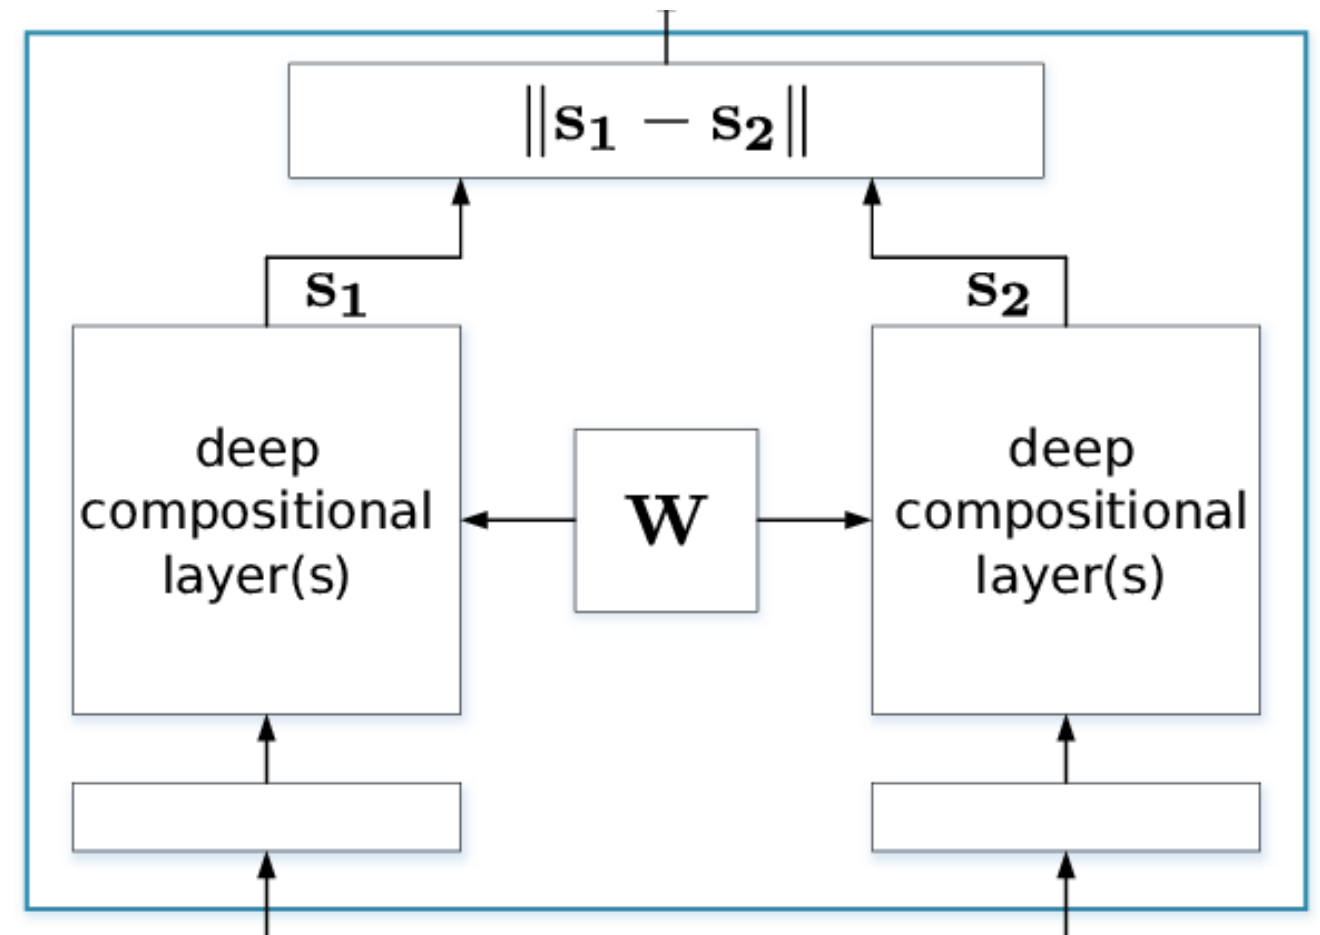 ‖s₁ − s₂‖
s₁
s₂
deep
compositional
layer(s)
W
deep
compositional
layer(s)